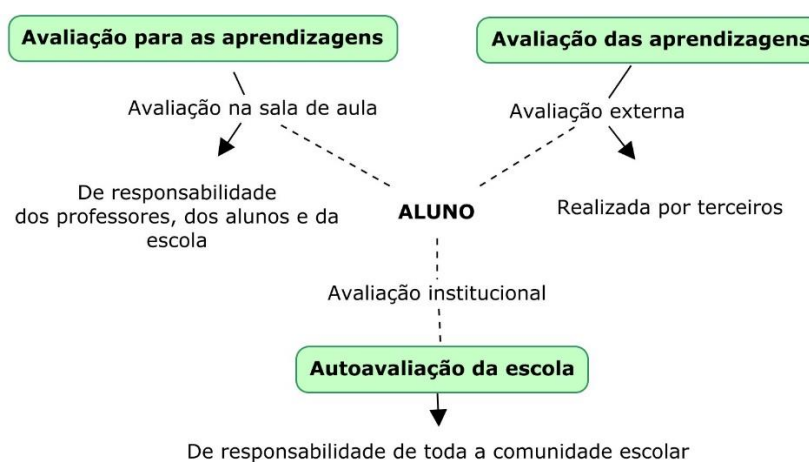 Avaliação para as aprendizagens
Avaliação das aprendizagens
Avaliação na sala de aula
Avaliação externa
De responsabilidade
dos professores, dos alunos e da
escola
ALUNO
Realizada por terceiros
Avaliação institucional
Autoavaliação da escola
De responsabilidade de toda a comunidade escolar